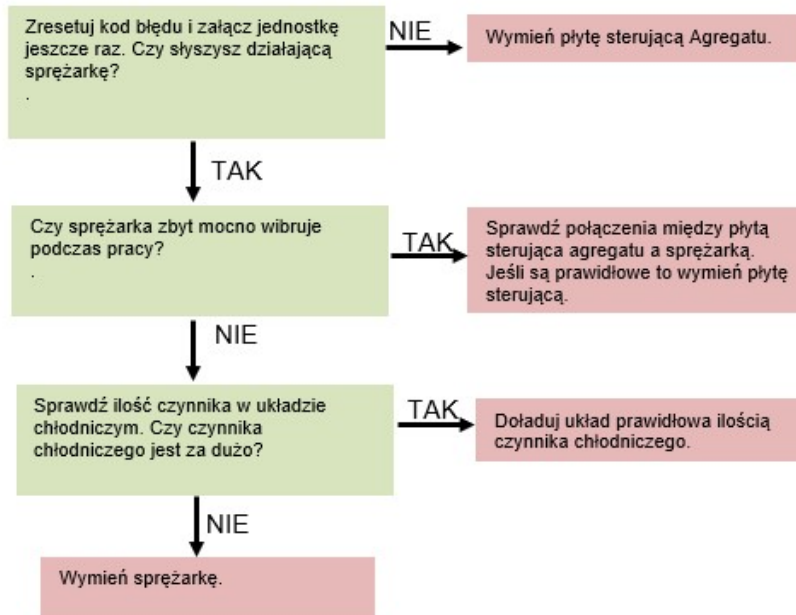 Zresetuj kod błędu i załącz jednostkę
jeszcze raz. Czy słyszysz działającą
sprężarkę?
.
NIE
Wymień płytę sterującą Agregatu.
TAK
Czy sprężarka zbyt mocno wibruje
podczas pracy?
.
TAK
Sprawdź połączenia między płytą
sterująca agregatu a sprężarką.
Jeśli są prawidłowe to wymień płytę
sterującą.
NIE
Sprawdź ilość czynnika w układzie
chłodniczym. Czy czynnika
chłodniczego jest za dużo?
TAK
Doładuj układ prawidłowa ilością
czynnika chłodniczego.
NIE
Wymień sprężarkę.